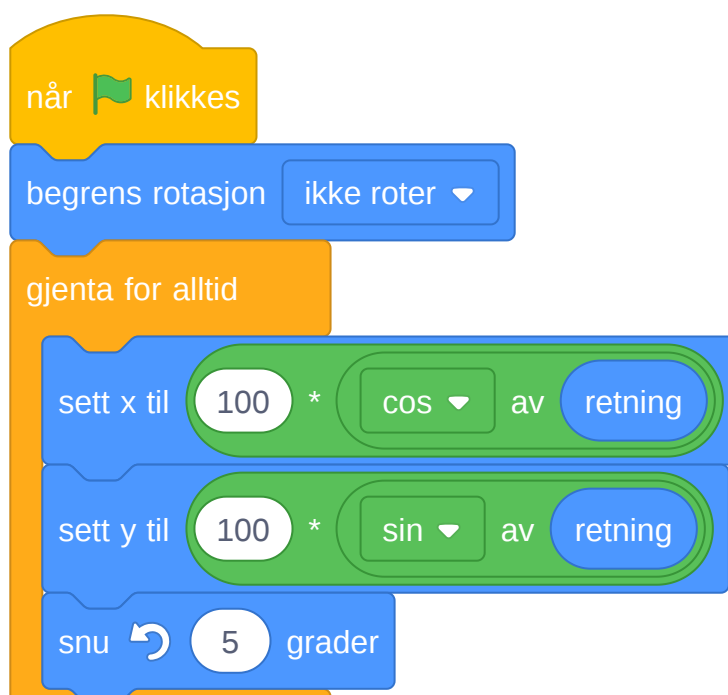 når klikkes
begrens rotasjon ikke roter
gjenta for alltid
sett x til 100 * cos av retning
sett y til 100 * sin av retning
snu 5 grader